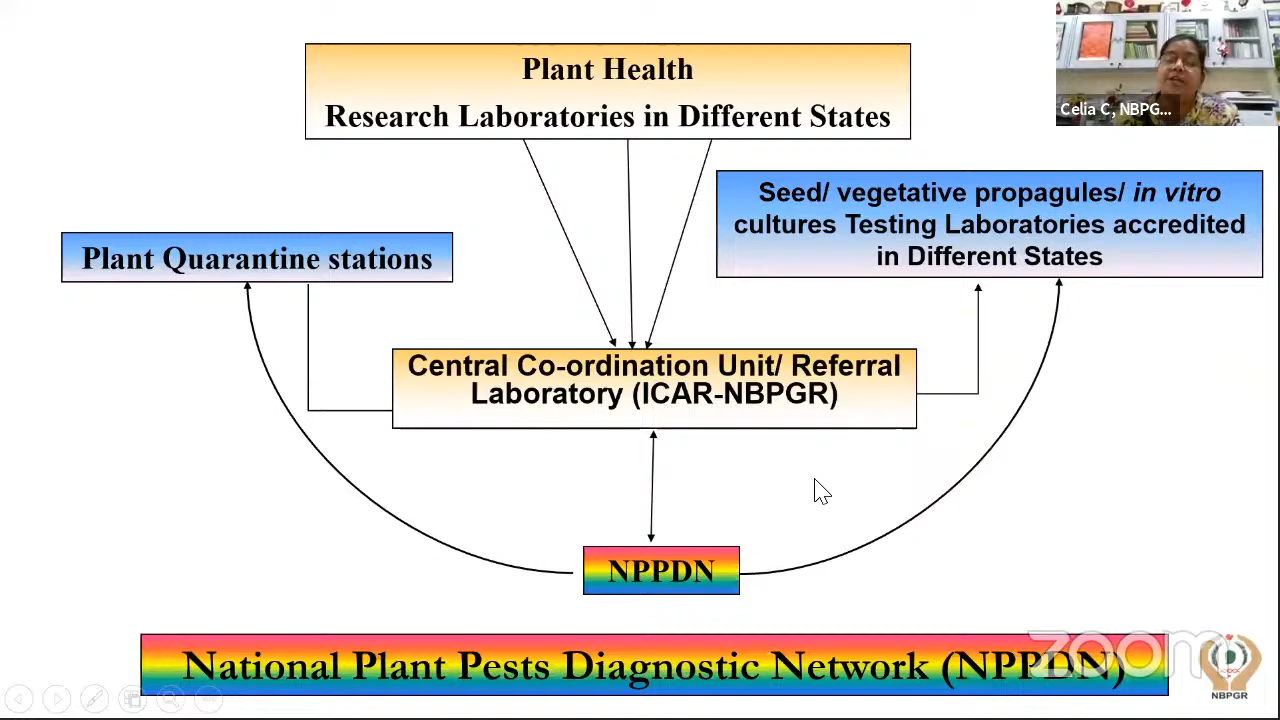 Plant Health
Research Laboratories in Different States
Celia C, NBPG...
Seed/ vegetative propagules/ in vitro
cultures Testing Laboratories accredited
in Different States
Plant Quarantine stations
Central Co-ordination Unit/ Referral
Laboratory (ICAR-NBPGR)
NPPDN
National Plant Pests Diagnostic Network (NPPDN)
zoom
NBPGR